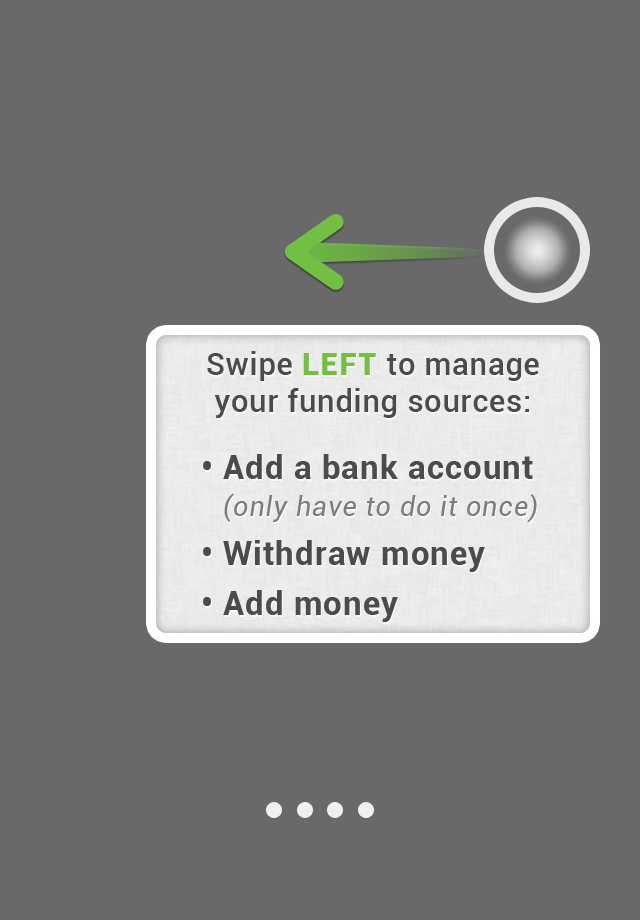 Swipe LEFT to manage
your funding sources:
• Add a bank account
(only have to do it once)
• Withdraw money
• Add money